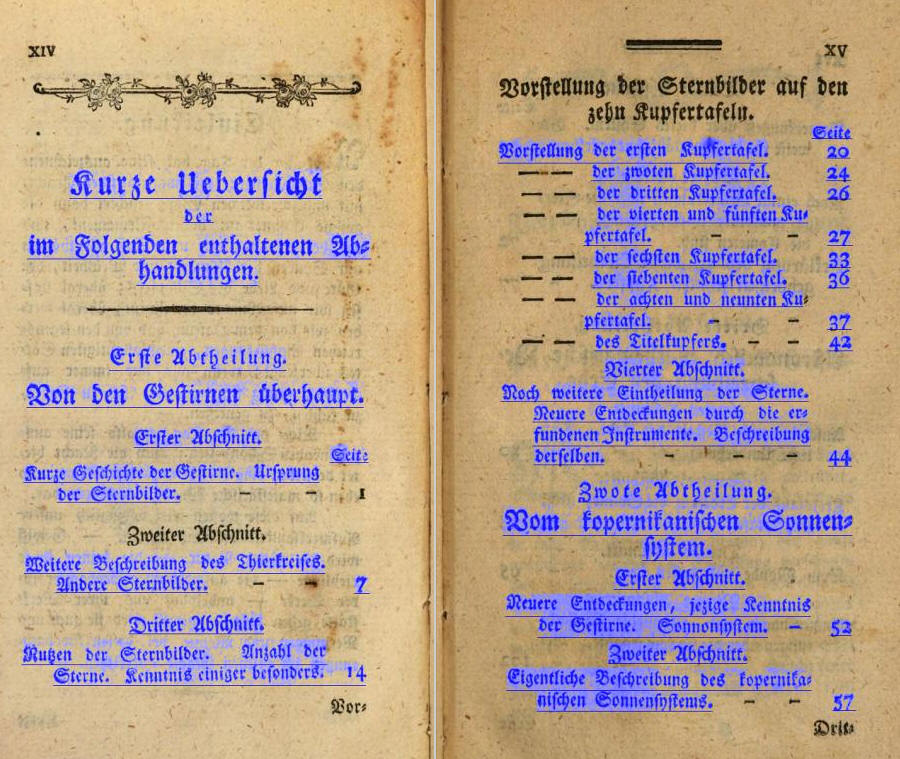 XIV
Kurze Uebersicht
der
im Folgenden enthaltenen Ab-
handlungen.
Erste Abtheilung.
Von den Gestirnen überhaupt.
Erster Abschnitt.
Seite
Kurze Geschichte der Gestirne. Ursprung
der Sternbilder. 1
Zweiter Abschnitt.
Weitere Beschreibung des Thierkreises.
Andere Sternbilder. — - 7
Dritter Abschnitt.
Nutzen der Sternbilder. Anzahl der
Sterne. Kenntnis einiger besonders. 14
Vor-
XV
Vorstellung der Sternbilder auf den
zehn Kupfertafeln.
Seite
Vorstellung der ersten Kupfertafel. 20
— — der zwoten Kupfertafel. 24
— — der dritten Kupfertafel. 26
— — der vierten und fünften Ku-
pfertafel. - - 27
— — der sechsten Kupfertafel. 33
— — der siebenten Kupfertafel. 36
— — der achten und neunten Ku-
pfertafel. - - 37
— — des Titelkupfers. - - 42
Vierter Abschnitt.
Noch weitere Eintheilung der Sterne.
Neuere Entdeckungen durch die er-
fundenen Instrumente. Beschreibung
derselben. - - - - 44
Zwote Abtheilung.
Vom kopernikanischen Sonnen-
system.
Erster Abschnitt.
Neuere Entdeckungen, jezige Kenntnis
der Gestirne. Sonnonsystem. - 52
Zweiter Abschnitt.
Eigentliche Beschreibung des kopernika-
nischen Sonnensystems. - - 57
Drit-